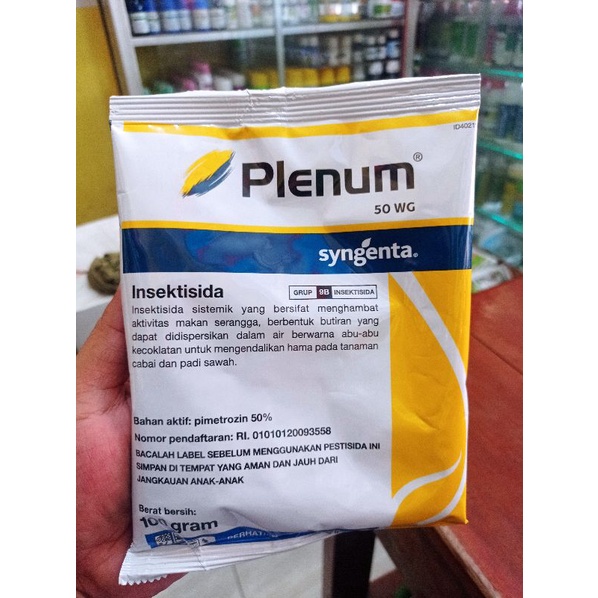 ID4021
Plenum®
50 WG
syngenta®
Insektisida
GRUP 9B INSEKTISIDA
Insektisida sistemik yang bersifat menghambat
aktivitas makan serangga, berbentuk butiran yang
dapat didispersikan dalam air berwarna abu-abu
kecoklatan untuk mengendalikan hama pada tanaman
cabai dan padi sawah.
Bahan aktif: pimetrozin 50%
Nomor pendaftaran: RI. 01010120093558
BACALAH LABEL SEBELUM MENGGUNAKAN PESTISIDA INI
SIMPAN DI TEMPAT YANG AMAN DAN JAUH DARI
JANGKAUAN ANAK-ANAK
Berat bersih:
100 gram